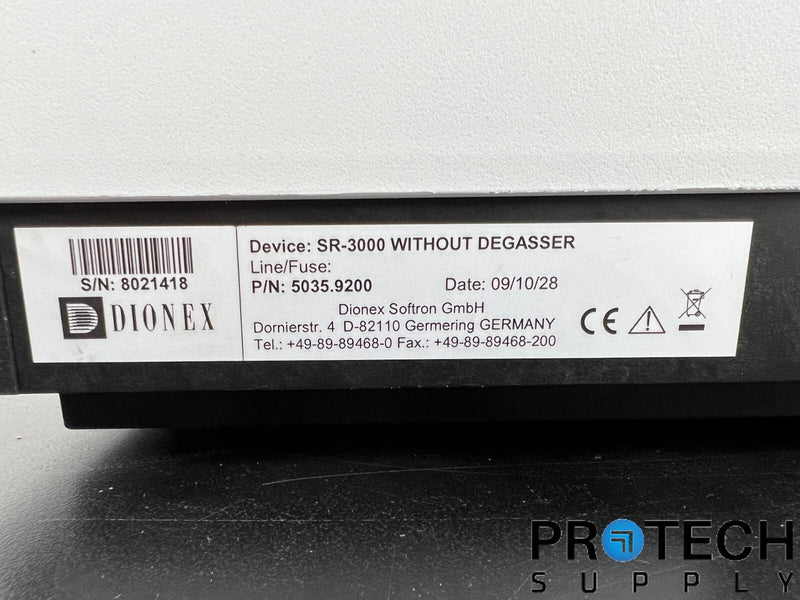 S/N: 8021418
DIONEX
Device: SR-3000 WITHOUT DEGASSER
Line/Fuse:
P/N: 5035.9200 Date: 09/10/28
Dionex Softron GmbH
Dornierstr. 4 D-82110 Germering GERMANY
Tel.: +49-89-89468-0 Fax.: +49-89-89468-200
CE
PROTECH
SUPPLY